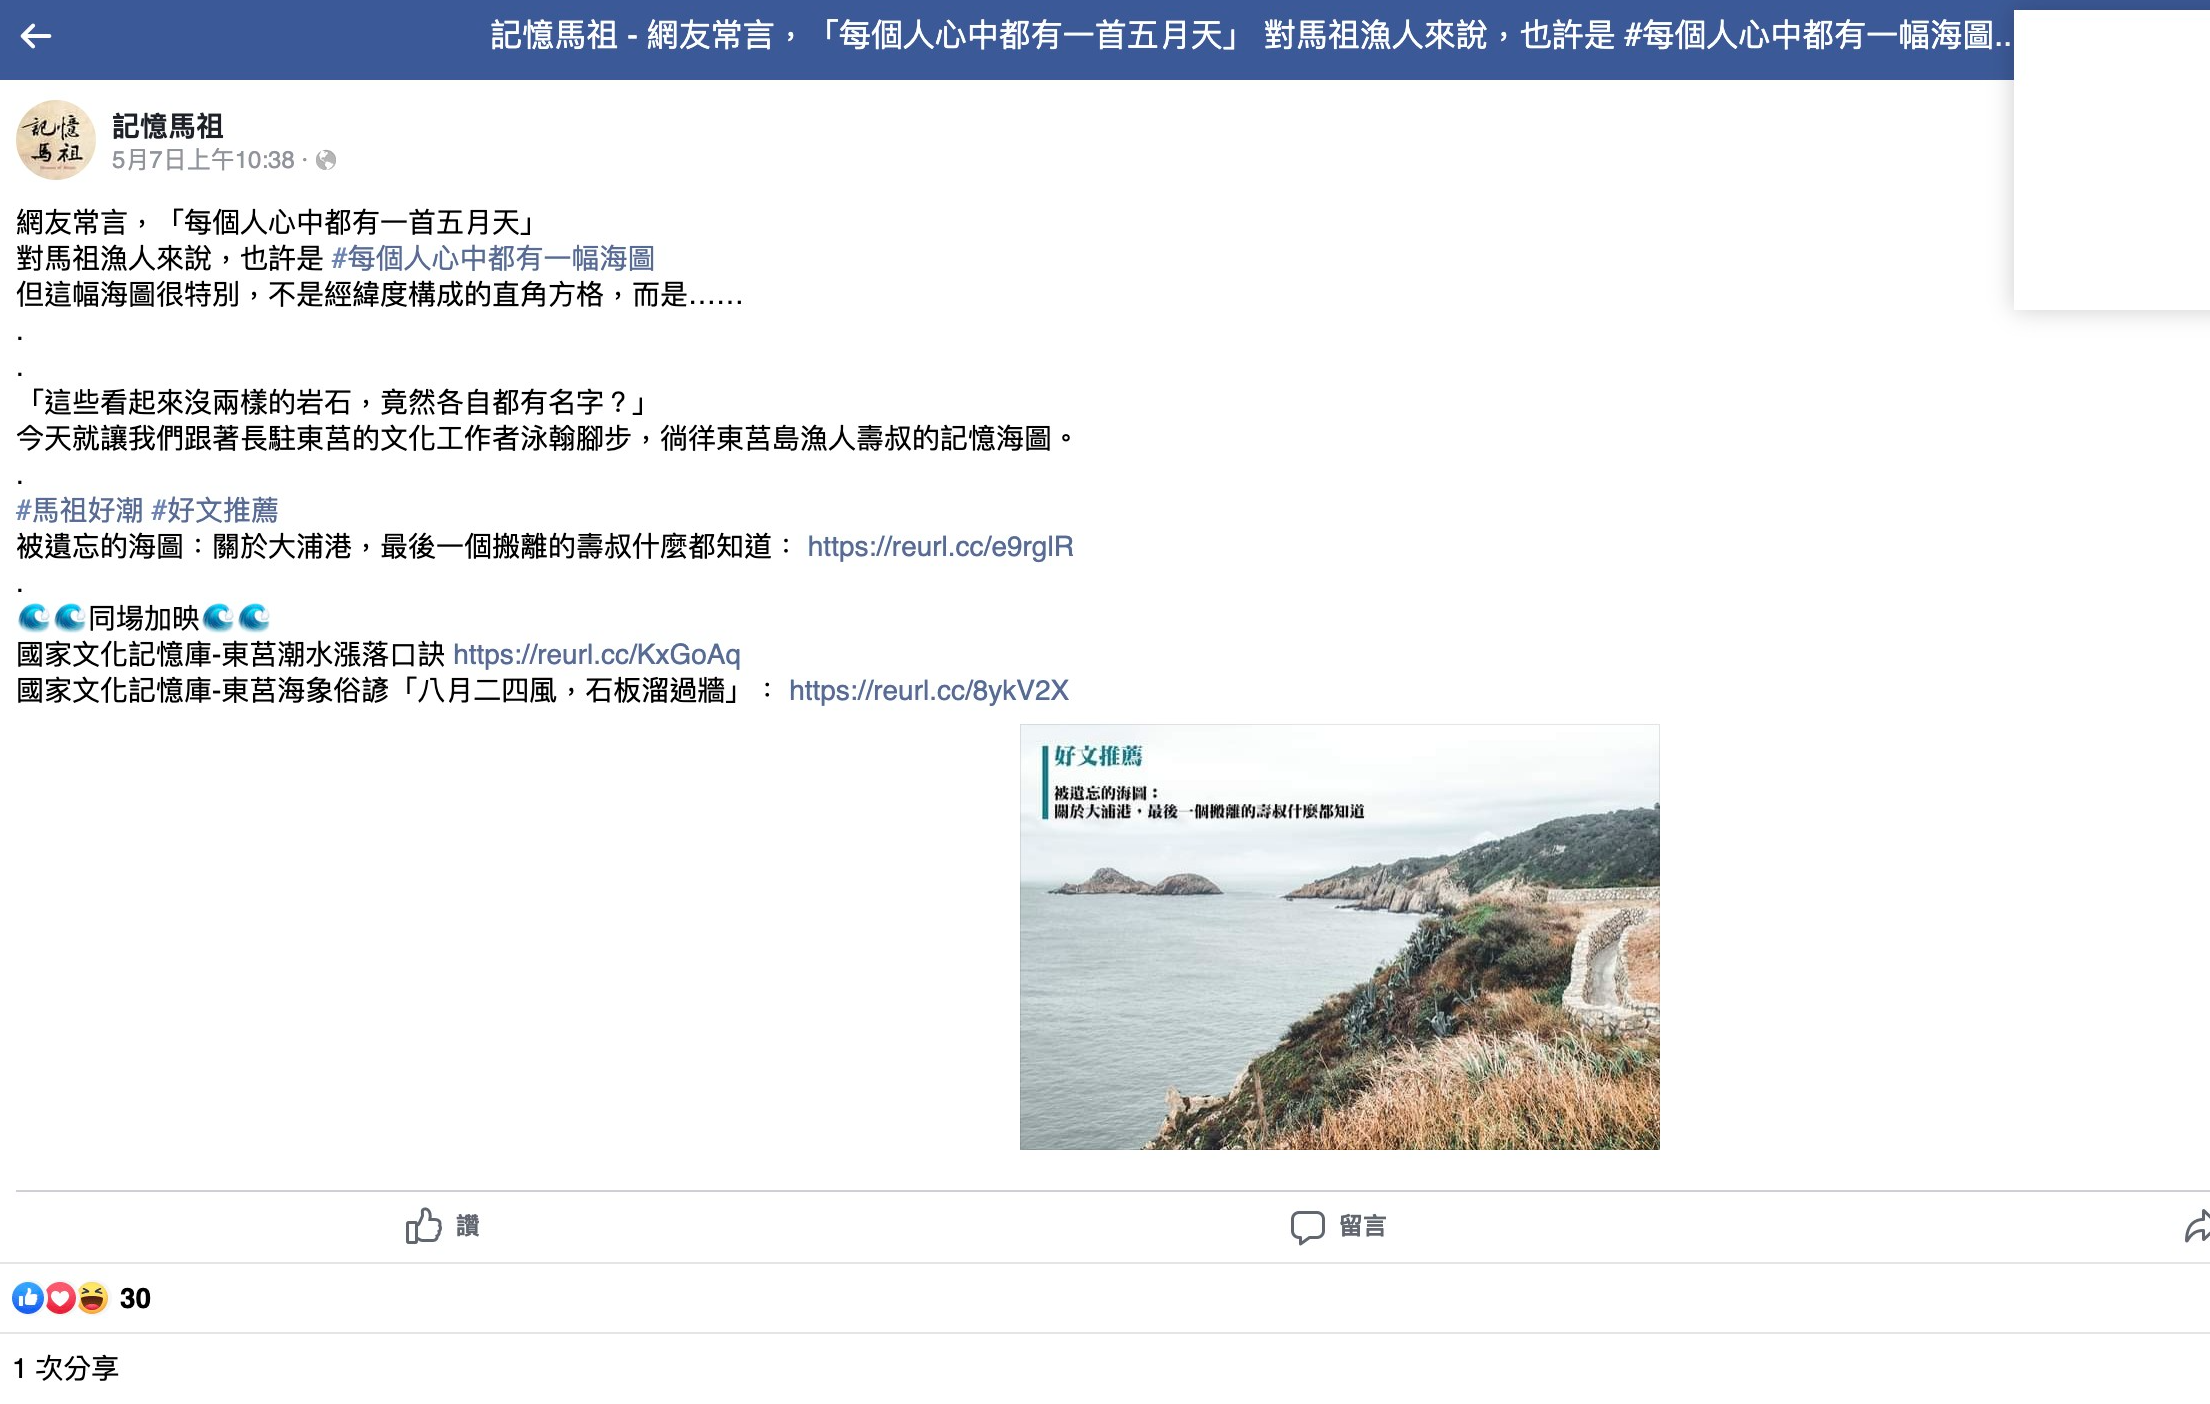 記憶馬祖 - 網友常言，「每個人心中都有一首五月天」 對馬祖漁人來說，也許是 #每個人心中都有一幅海圖...
記憶馬祖
記憶馬祖
5月7日上午10:38 ·
網友常言，「每個人心中都有一首五月天」
對馬祖漁人來說，也許是 #每個人心中都有一幅海圖
但這幅海圖很特別，不是經緯度構成的直角方格，而是……
.
.
「這些看起來沒兩樣的岩石，竟然各自都有名字？」
今天就讓我們跟著長駐東莒的文化工作者泳翰腳步，徜徉東莒島漁人壽叔的記憶海圖。
.
#馬祖好潮 #好文推薦
被遺忘的海圖：關於大浦港，最後一個搬離的壽叔什麼都知道： https://reurl.cc/e9rglR
.
🌊🌊同場加映🌊🌊
國家文化記憶庫-東莒潮水漲落口訣 https://reurl.cc/KxGoAq
國家文化記憶庫-東莒海象俗諺「八月二四風，石板溜過牆」： https://reurl.cc/8ykV2X
好文推薦
被遺忘的海圖：
關於大浦港，最後一個搬離的壽叔什麼都知道
讚
留言
30
1 次分享